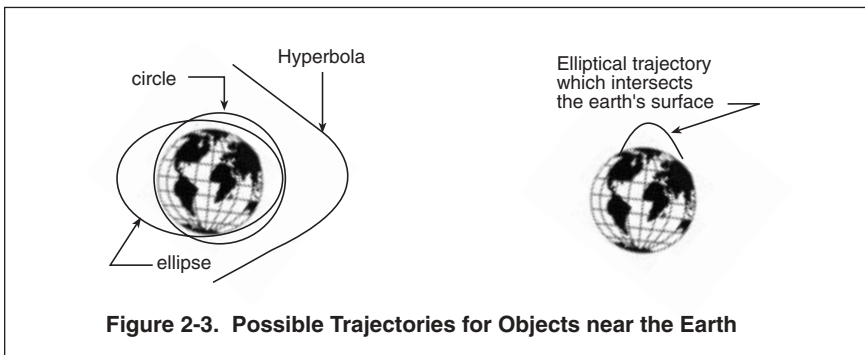 Hyperbola
circle
ellipse
Elliptical trajectory
which intersects
the earth's surface
Figure 2-3. Possible Trajectories for Objects near the Earth